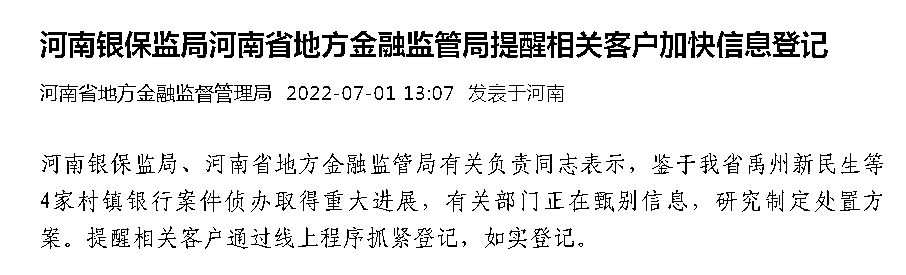 河南银保监局河南省地方金融监管局提醒相关客户加快信息登记
河南省地方金融监督管理局 2022-07-01 13:07 发表于河南
河南银保监局、河南省地方金融监管局有关负责同志表示，鉴于我省禹州新民生等
4家村镇银行案件侦办取得重大进展，有关部门正在甄别信息，研究制定处置方
案。提醒相关客户通过线上程序抓紧登记，如实登记。